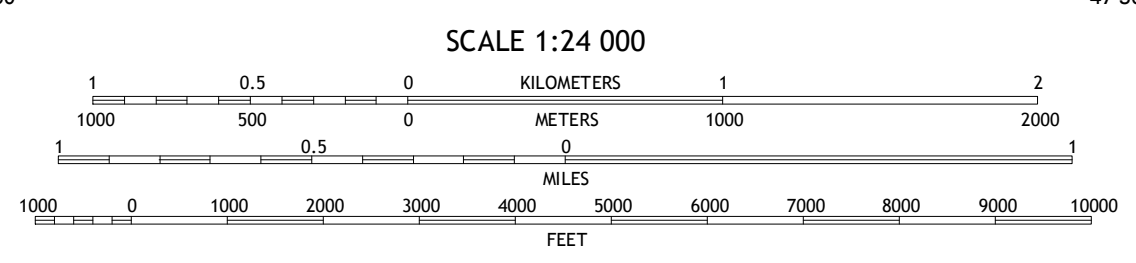 SCALE 1:24 000
1 0.5 0 KILOMETERS 1 2
1000 500 0 METERS 1000 2000
1 0.5 0 1
MILES
1000 0 1000 2000 3000 4000 5000 6000 7000 8000 9000 10000
FEET